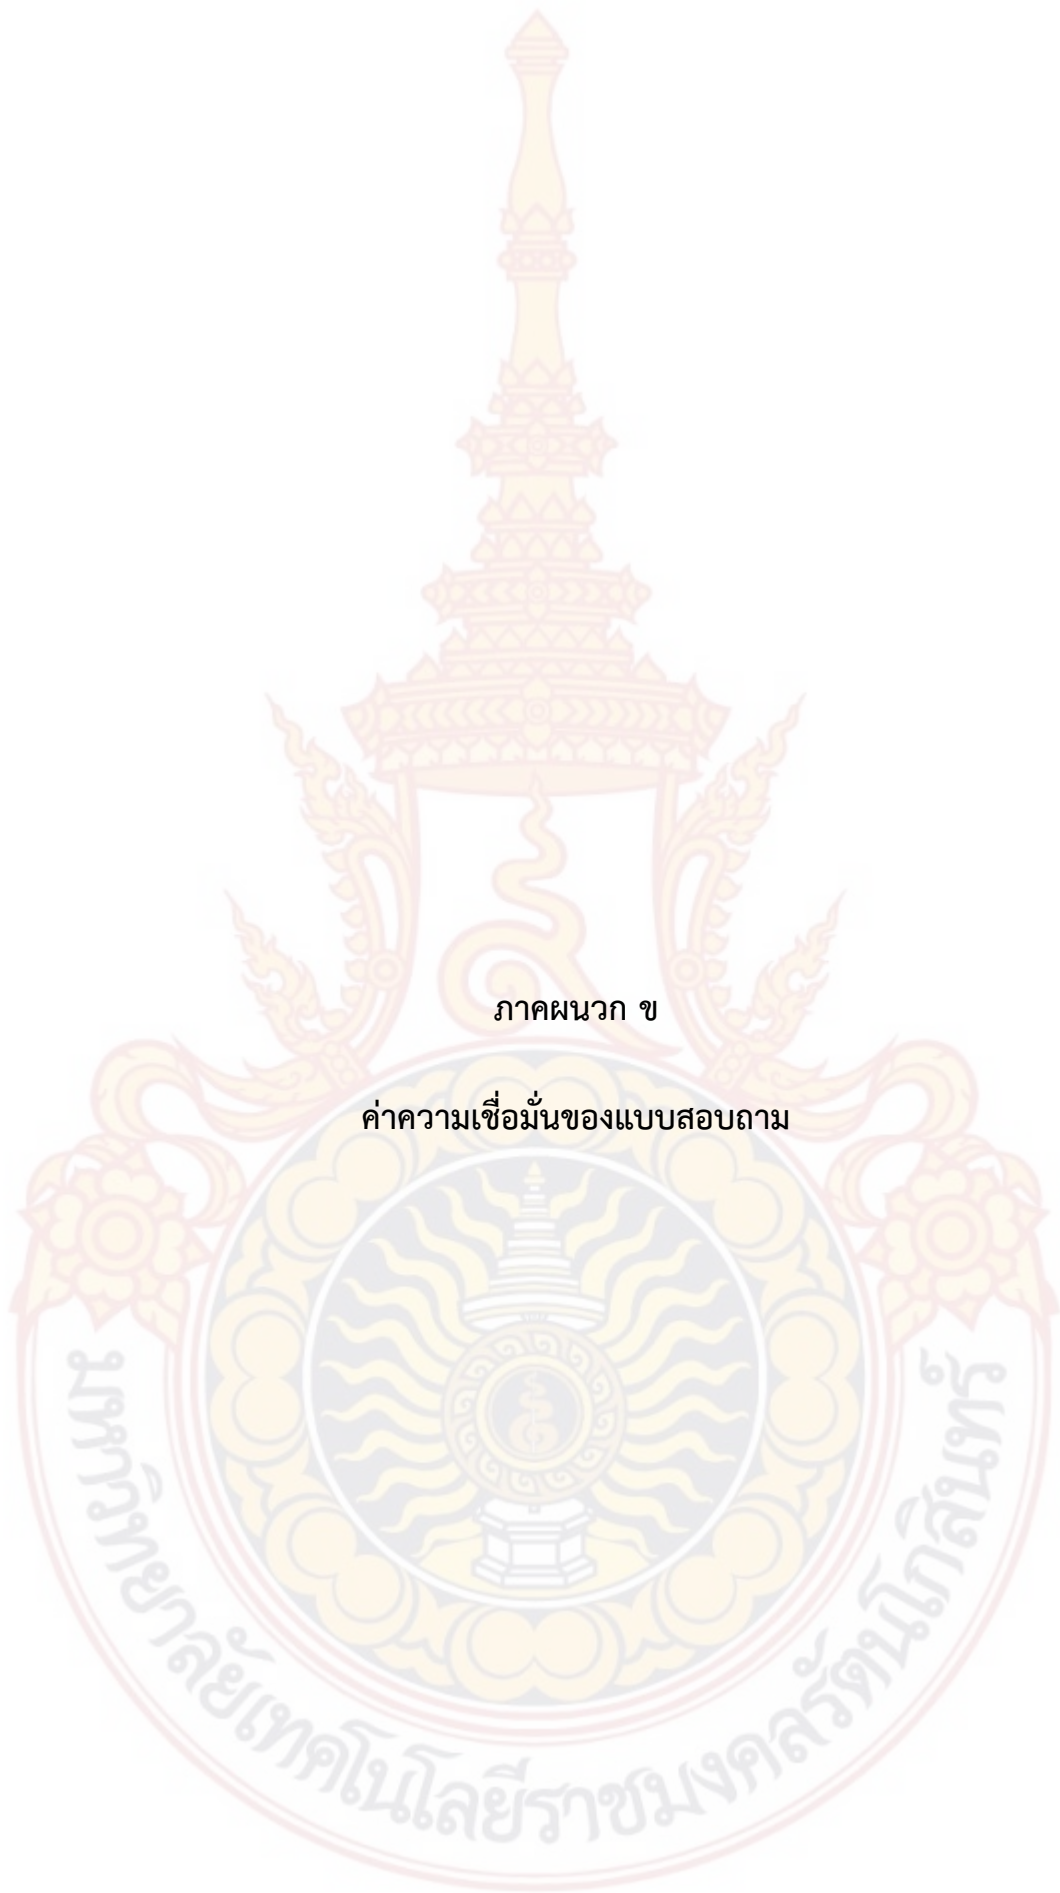 ภาคผนวก ข
ค่าความเชื่อมั่นของแบบสอบถาม
มหาวิทยาลัยเทคโนโลยีราชมงคลรัตนโกสินทร์